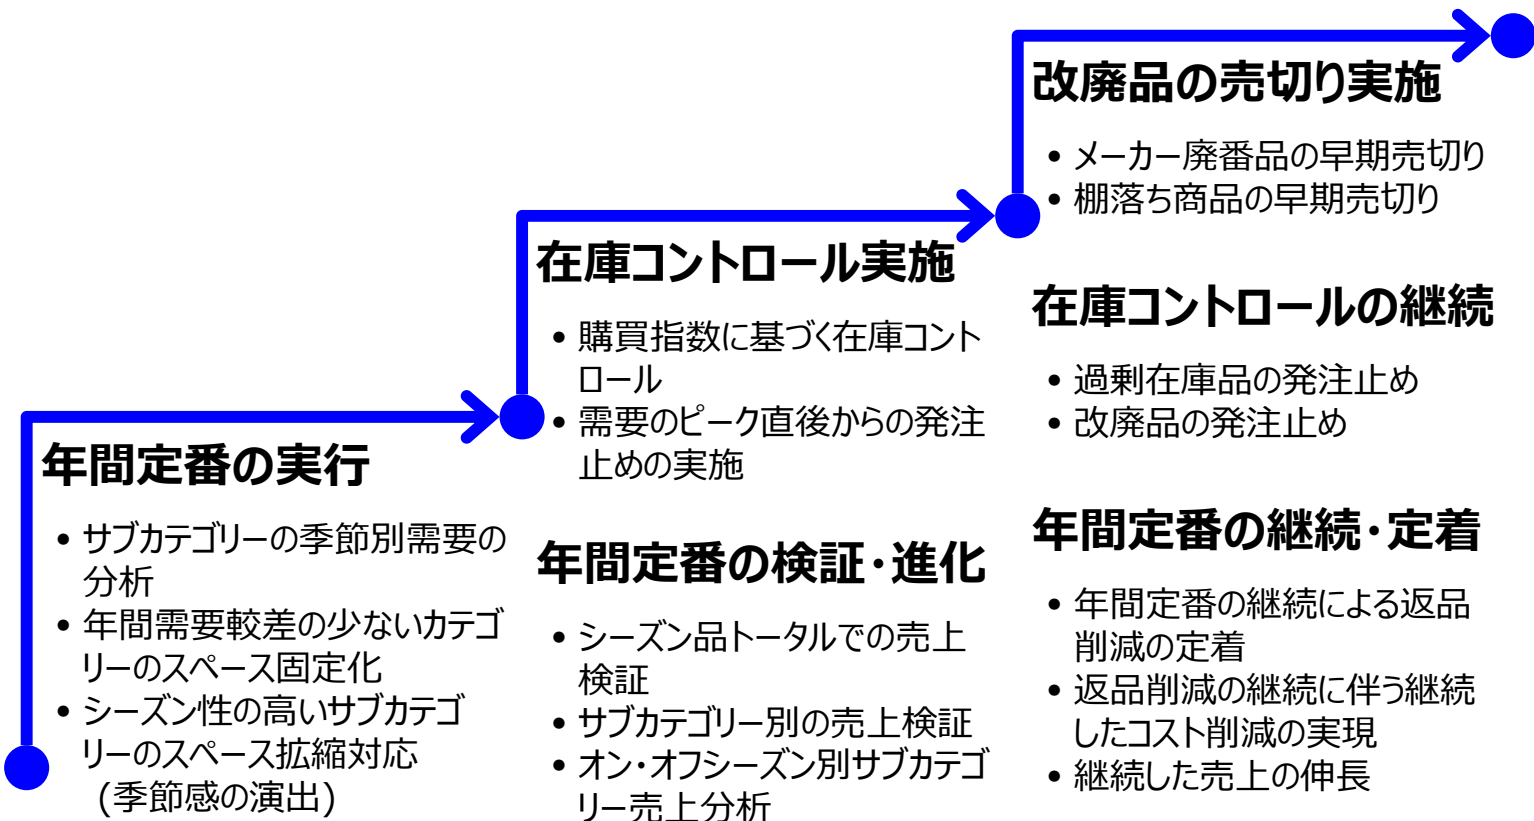 年間定番の実行
• サブカテゴリーの季節別需要の
分析
• 年間需要較差の少ないカテゴ
リーのスペース固定化
• シーズン性の高いサブカテゴ
リーのスペース拡縮対応
(季節感の演出)
在庫コントロール実施
• 購買指数に基づく在庫コント
ロール
• 需要のピーク直後からの発注
止めの実施
年間定番の検証・進化
• シーズン品トータルでの売上
検証
• サブカテゴリー別の売上検証
• オン・オフシーズン別サブカテゴ
リー売上分析
改廃品の売切り実施
• メーカー廃番品の早期売切り
• 棚落ち商品の早期売切り
在庫コントロールの継続
• 過剰在庫品の発注止め
• 改廃品の発注止め
年間定番の継続・定着
• 年間定番の継続による返品
削減の定着
• 返品削減の継続に伴う継続
したコスト削減の実現
• 継続した売上の伸長